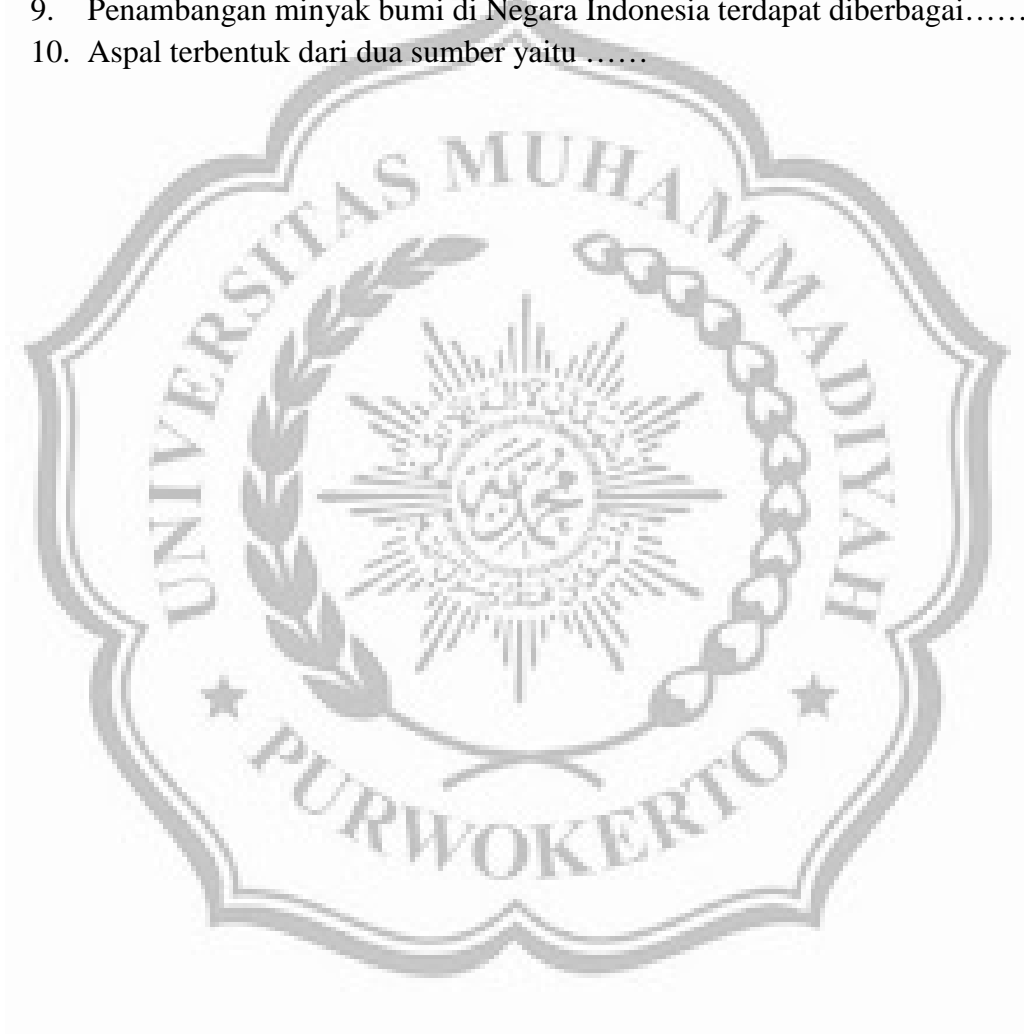 9. Penambangan minyak bumi di Negara Indonesia terdapat diberbagai……
10. Aspal terbentuk dari dua sumber yaitu ……
UNIVERSITAS MUHAMMADIYAH
PURWOKERTO